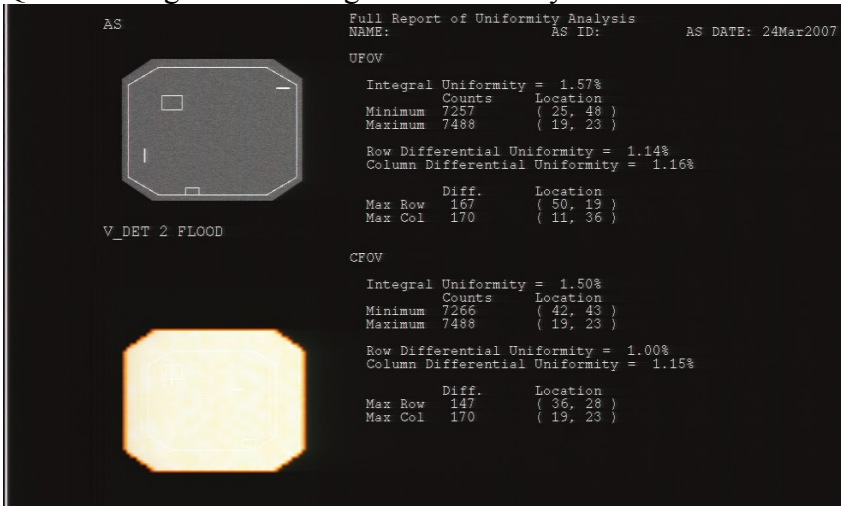 AS
Full Report of Uniformity Analysis
NAME: AS ID: AS DATE: 24Mar2007
UFOV
Integral Uniformity = 1.57%
Counts Location
Minimum 7257 ( 25, 48 )
Maximum 7488 ( 19, 23 )
Row Differential Uniformity = 1.14%
Column Differential Uniformity = 1.16%
Diff. Location
Max Row 167 ( 50, 19 )
Max Col 170 ( 11, 36 )
V_DET 2 FLOOD
CFOV
Integral Uniformity = 1.50%
Counts Location
Minimum 7266 ( 42, 43 )
Maximum 7488 ( 19, 23 )
Row Differential Uniformity = 1.00%
Column Differential Uniformity = 1.15%
Diff. Location
Max Row 147 ( 36, 28 )
Max Col 170 ( 19, 23 )